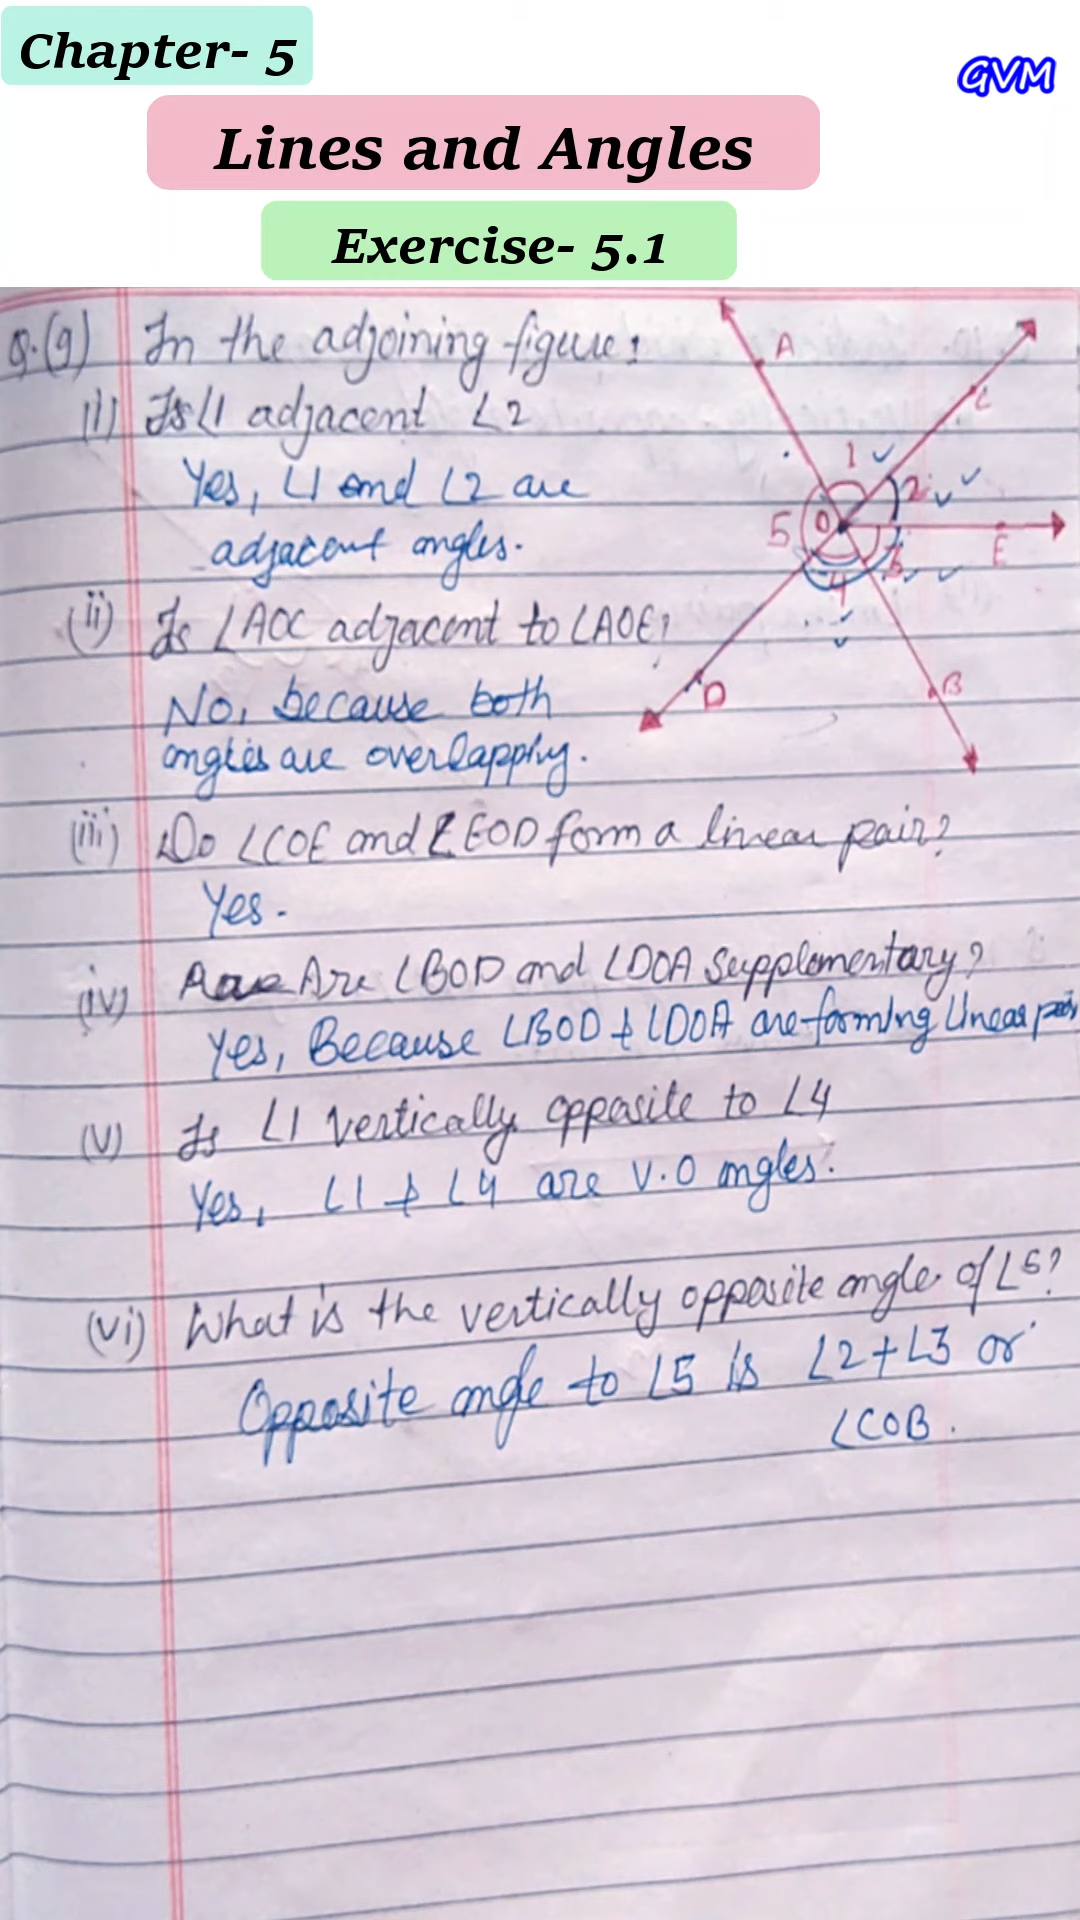 Chapter- 5
GVM
Lines and Angles
Exercise- 5.1
Q.(9) In the adjoining figure:
(i) Is ∠1 adjacent ∠2
Yes, ∠1 and ∠2 are
adjacent angles.
(ii) Is ∠AOC adjacent to ∠AOE?
No, because both
angles are overlapping.
(iii) Do ∠COE and ∠EOD form a linear pair?
Yes.
(iv) Are ∠BOD and ∠DOA Supplementary?
Yes, Because ∠BOD & ∠DOA are forming Linear pair
(v) Is ∠1 vertically opposite to ∠4
Yes, ∠1 & ∠4 are V.O angles.
(vi) What is the vertically opposite angle of ∠5?
Opposite angle to ∠5 is ∠2+∠3 or
∠COB.
A
C
1
2
5
O
E
3
4
D
B